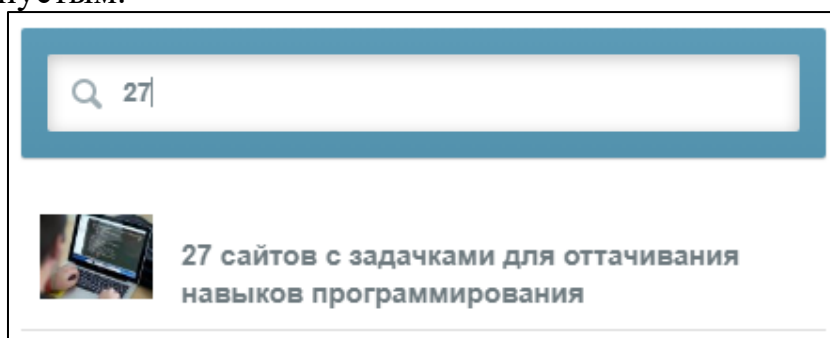 27
27 сайтов с задачками для оттачивания
навыков программирования